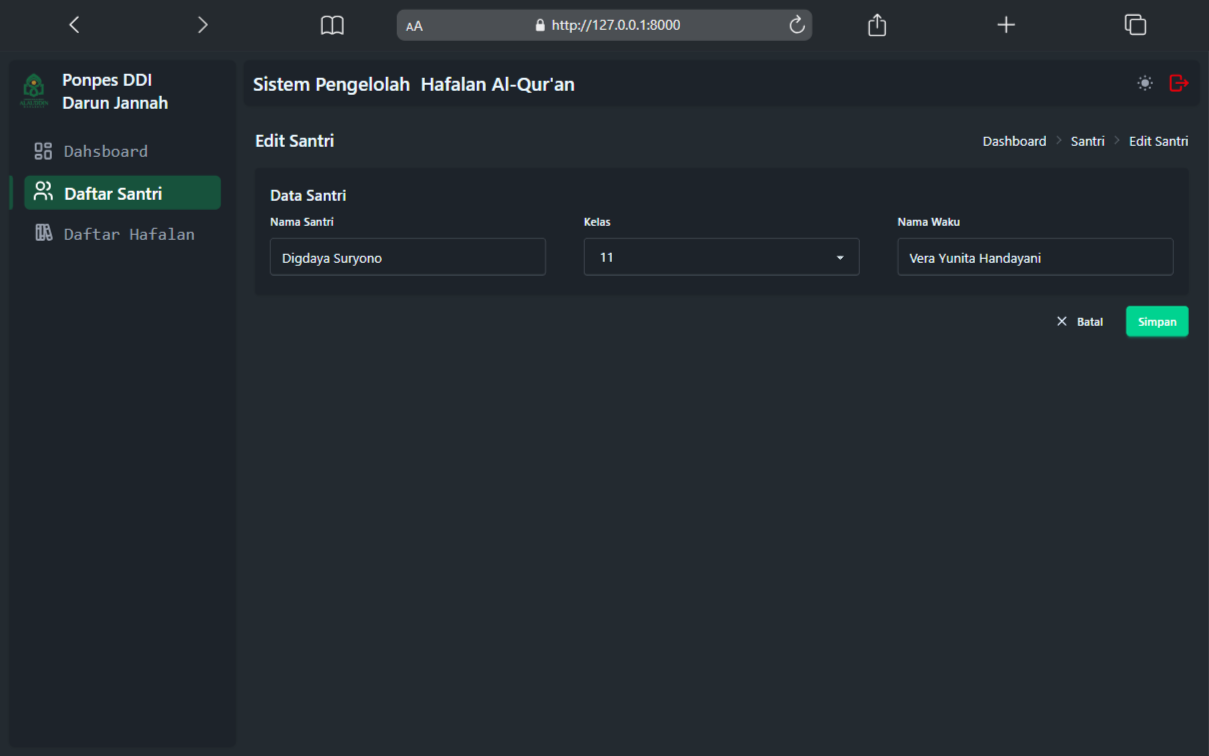 AA
http://127.0.0.1:8000
Ponpes DDI
Darun Jannah
Dahsboard
Daftar Santri
Daftar Hafalan
Sistem Pengelolah Hafalan Al-Qur'an
Edit Santri
Dashboard
Santri
Edit Santri
Data Santri
Nama Santri
Kelas
Nama Waku
Digdaya Suryono
11
Vera Yunita Handayani
Batal
Simpan